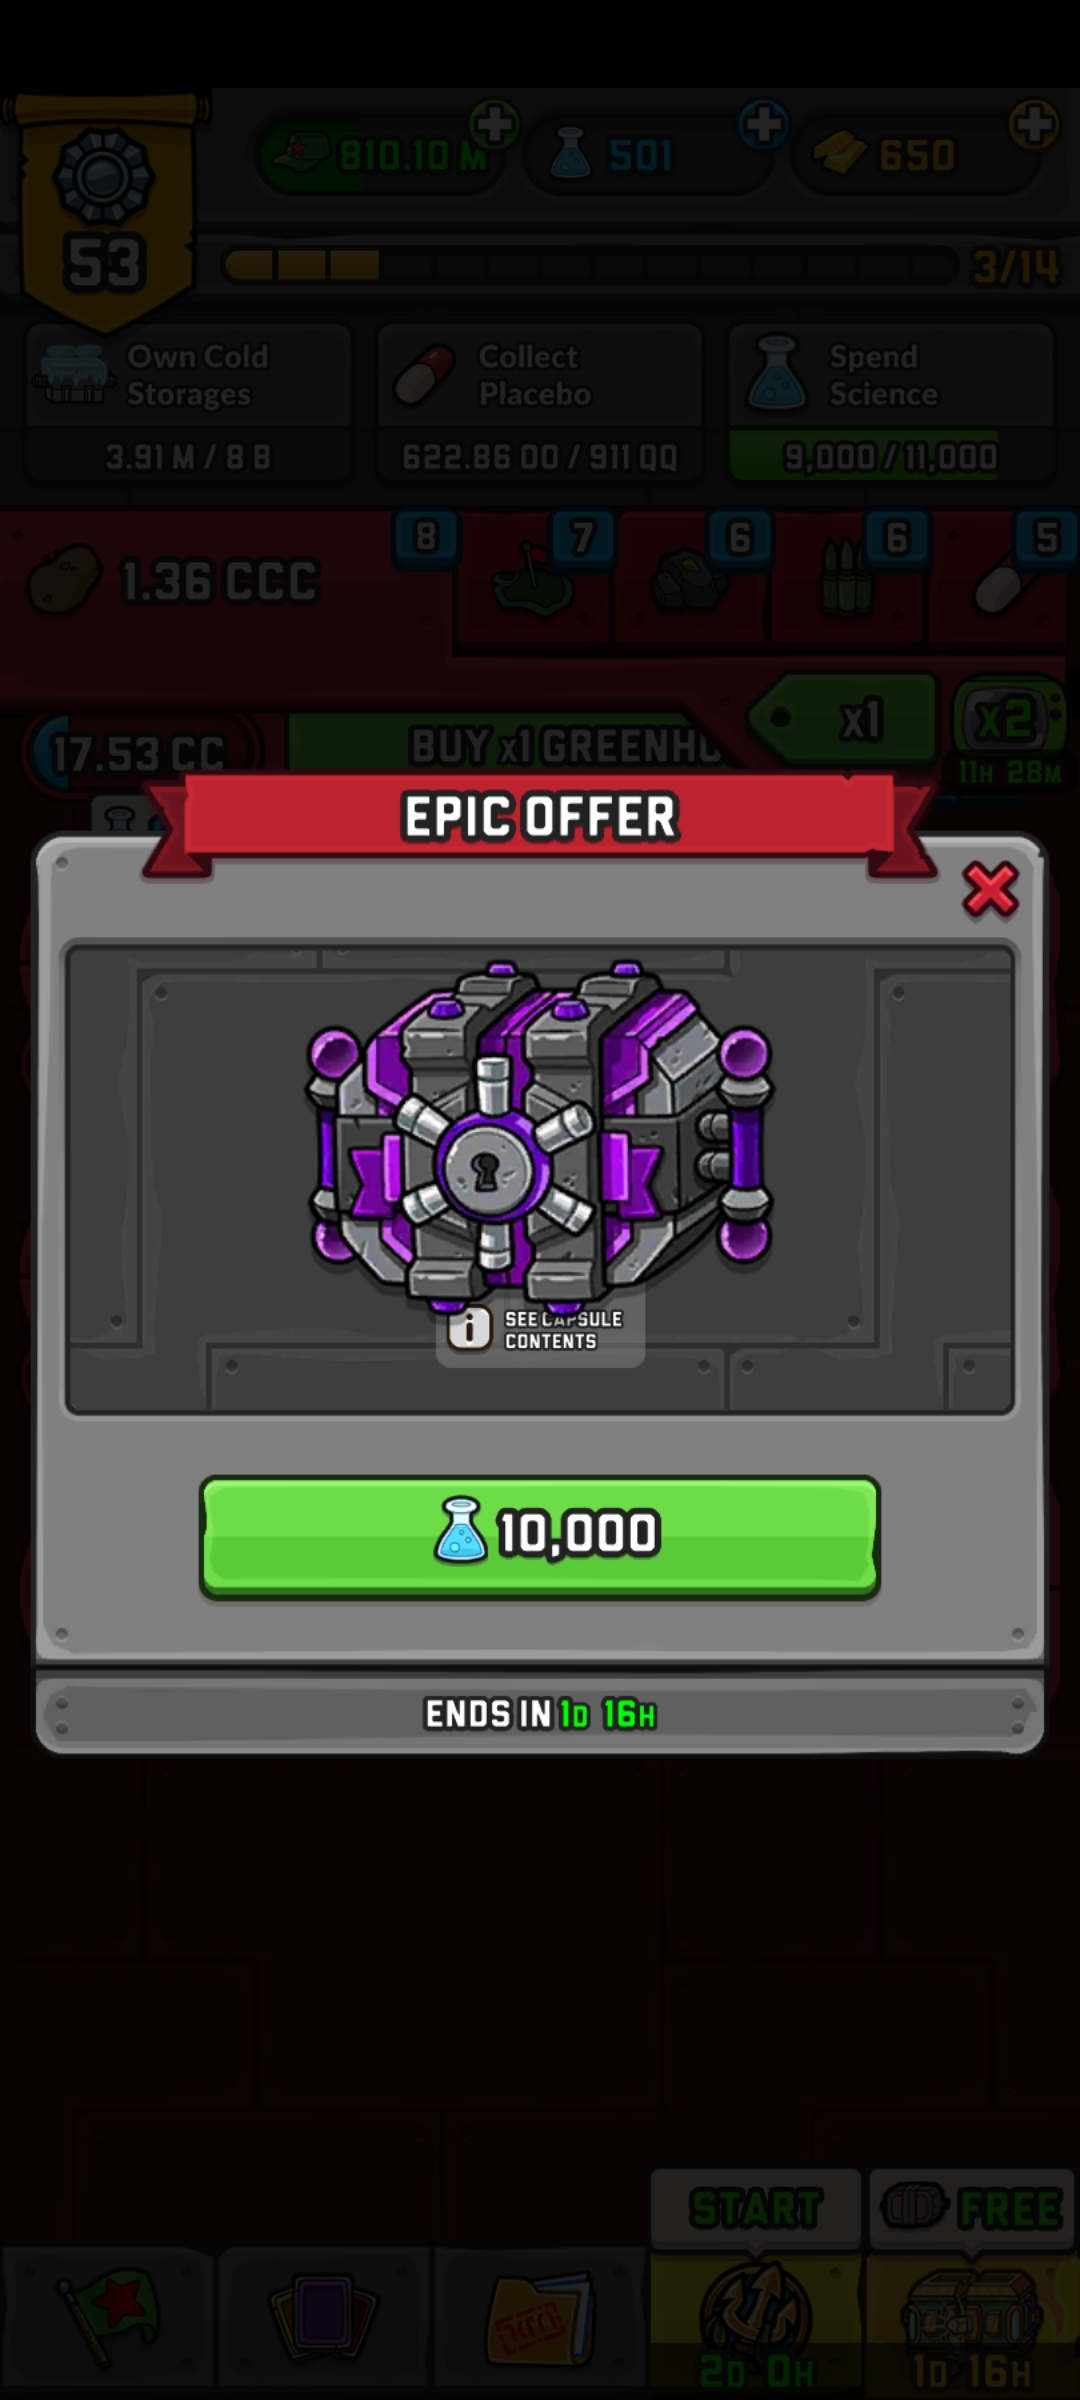 810.10 M
501
650
53
3/14
Own Cold
Storages
Collect
Placebo
Spend
Science
3.91 M / 8 B
622.86 OO / 911 QQ
9,000 / 11,000
1.36 CCC
8
7
6
6
5
17.53 CC
BUY x1 GREENHO
x1
x2
11H 28M
EPIC OFFER
SEE CAPSULE
CONTENTS
10,000
ENDS IN 1D 16H
START
FREE
2D 0H
1D 16H